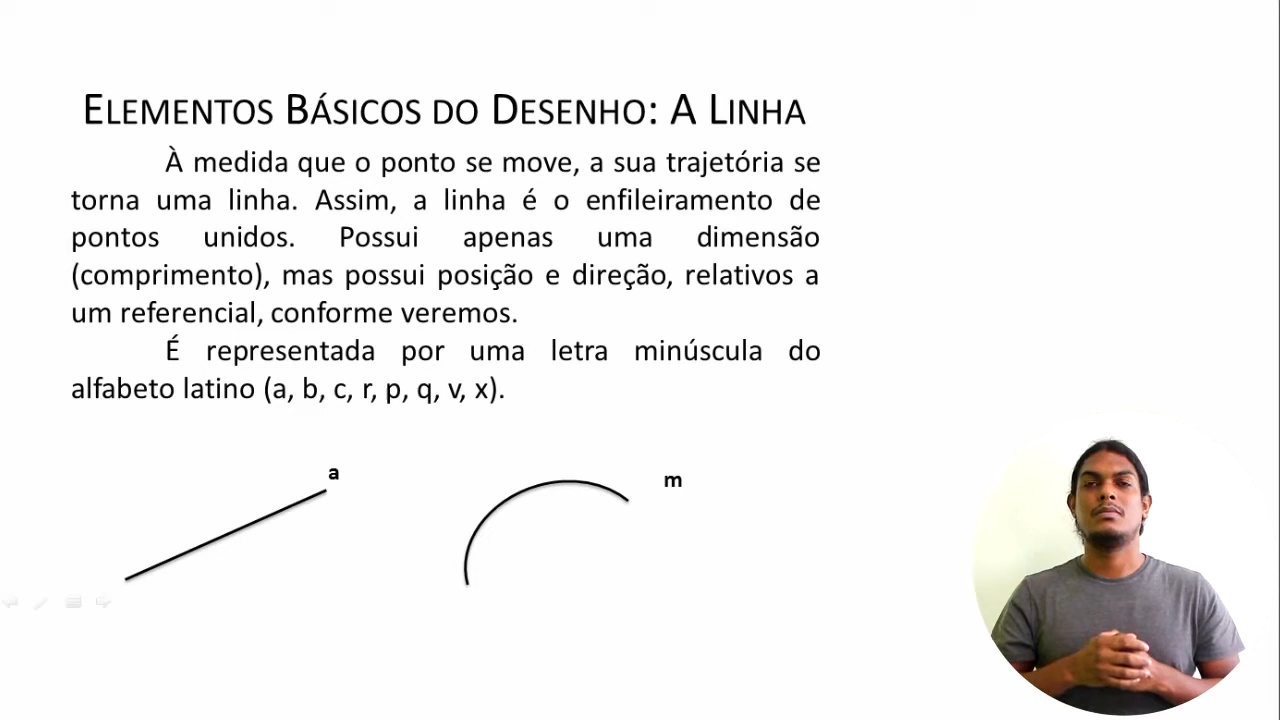 ELEMENTOS BÁSICOS DO DESENHO: A LINHA
À medida que o ponto se move, a sua trajetória se
torna uma linha. Assim, a linha é o enfileiramento de
pontos unidos. Possui apenas uma dimensão
(comprimento), mas possui posição e direção, relativos a
um referencial, conforme veremos.
É representada por uma letra minúscula do
alfabeto latino (a, b, c, r, p, q, v, x).
a
m